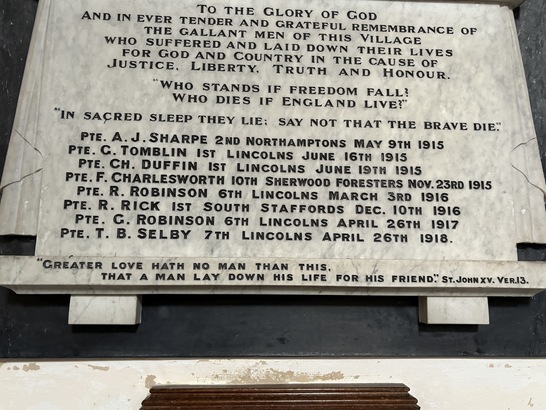 To the Glory of God
and in ever tender and grateful remembrance of
the gallant men of this Village
who suffered and laid down their lives
for God and Country in the cause of
Justice, Liberty, Truth and Honour.
"Who stands if freedom fall?
Who dies if England live?"
"In sacred sleep they lie: say not that the brave die."
Pte. A. J. Sharpe 2nd Northamptons May 9th 1915
Pte. G. Tomblin 1st Lincolns June 16th 1915
Pte. Ch. Duffin 1st Lincolns June 19th 1915
Pte. F. Charlesworth 10th Sherwood Foresters Nov. 23rd 1915
Pte. R. Robinson 6th Lincolns March 3rd 1916
Pte. R. Rick 1st South Staffords Dec. 10th 1916
Pte. G. Robinson 6th Lincolns April 26th 1917
Pte. T. B. Selby 7th Lincolns April 26th 1918.
"Greater love hath no man than this,
that a man lay down his life for his friend." St. John XV. Ver. 13.